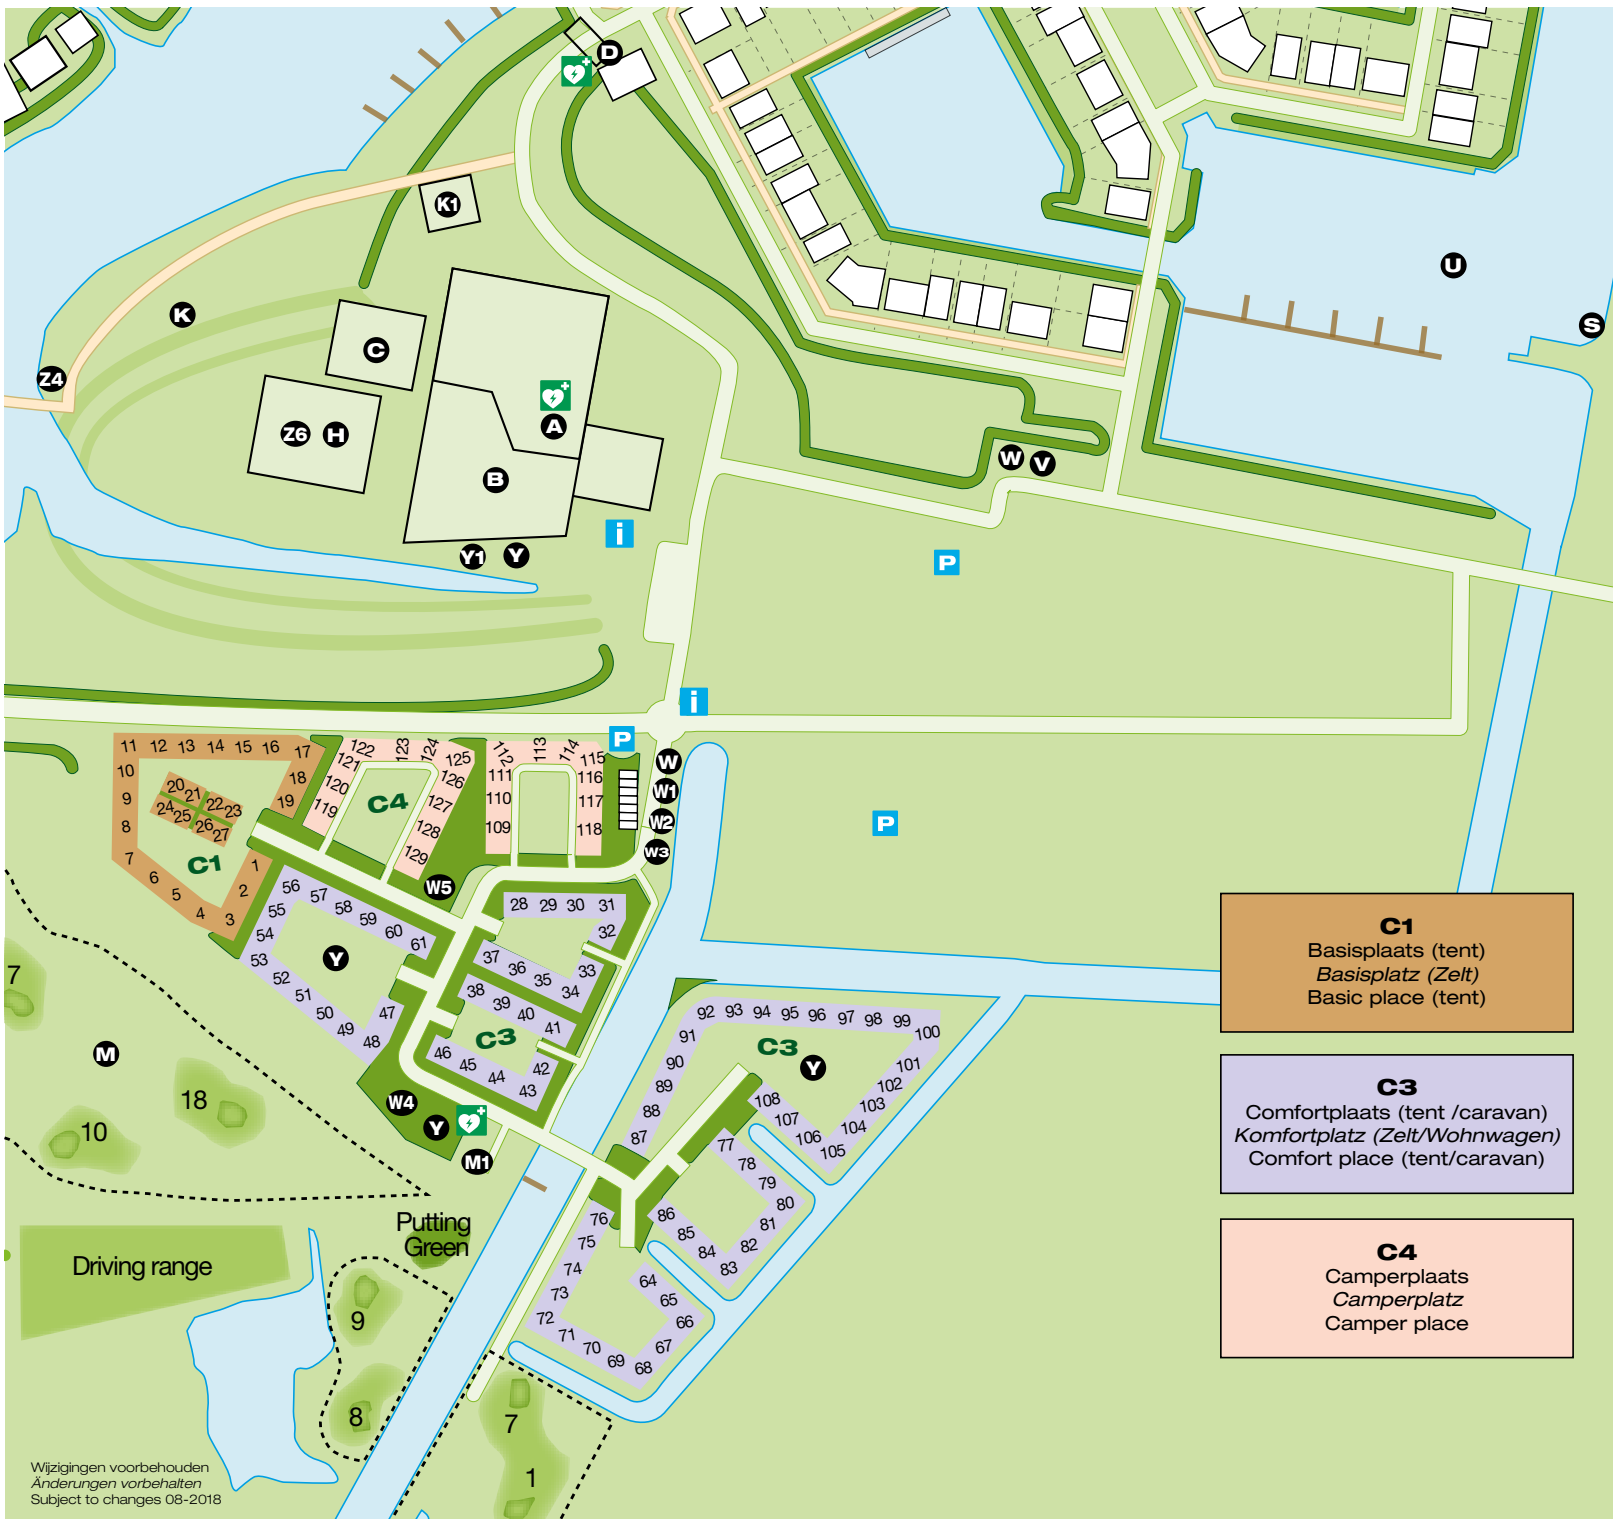 D
K1
U
K
S
C
Z4
A
Z6 H
B
W V
i
Y1 Y
P
i
P
11 12 13 14 15 16 17
10
18
9
19
8
7
6
5
4
3
2
1
20 21 22 23
24 25 26 27
C1
122 123 124 125
121 126
120 127
119 128
129
C4
112 113 114 115
111 116
110 117
109 118
W
W1
W2
W3
P
W5
56 57 58 59 60 61
55
54
53
52
51
50
49
48
47
Y
28 29 30 31
32
33
37 36 35 34
38 39 40 41
C3
46 45 44 43
42
92 93 94 95 96 97 98 99 100
91
90
89
88
87
C3
Y
101
102
103
104
105
106
107
108
77
78
79
80
81
82
83
84
85
86
76
75
74
73
72
71
70
69
68
67
66
65
64
W4
Y
M1
7
M
18
10
Putting
Green
Driving range
9
8
7
1
C1
Basisplaats (tent)
Basisplatz (Zelt)
Basic place (tent)
C3
Comfortplaats (tent /caravan)
Komfortplatz (Zelt/Wohnwagen)
Comfort place (tent/caravan)
C4
Camperplaats
Camperplatz
Camper place
Wijzigingen voorbehouden
Änderungen vorbehalten
Subject to changes 08-2018